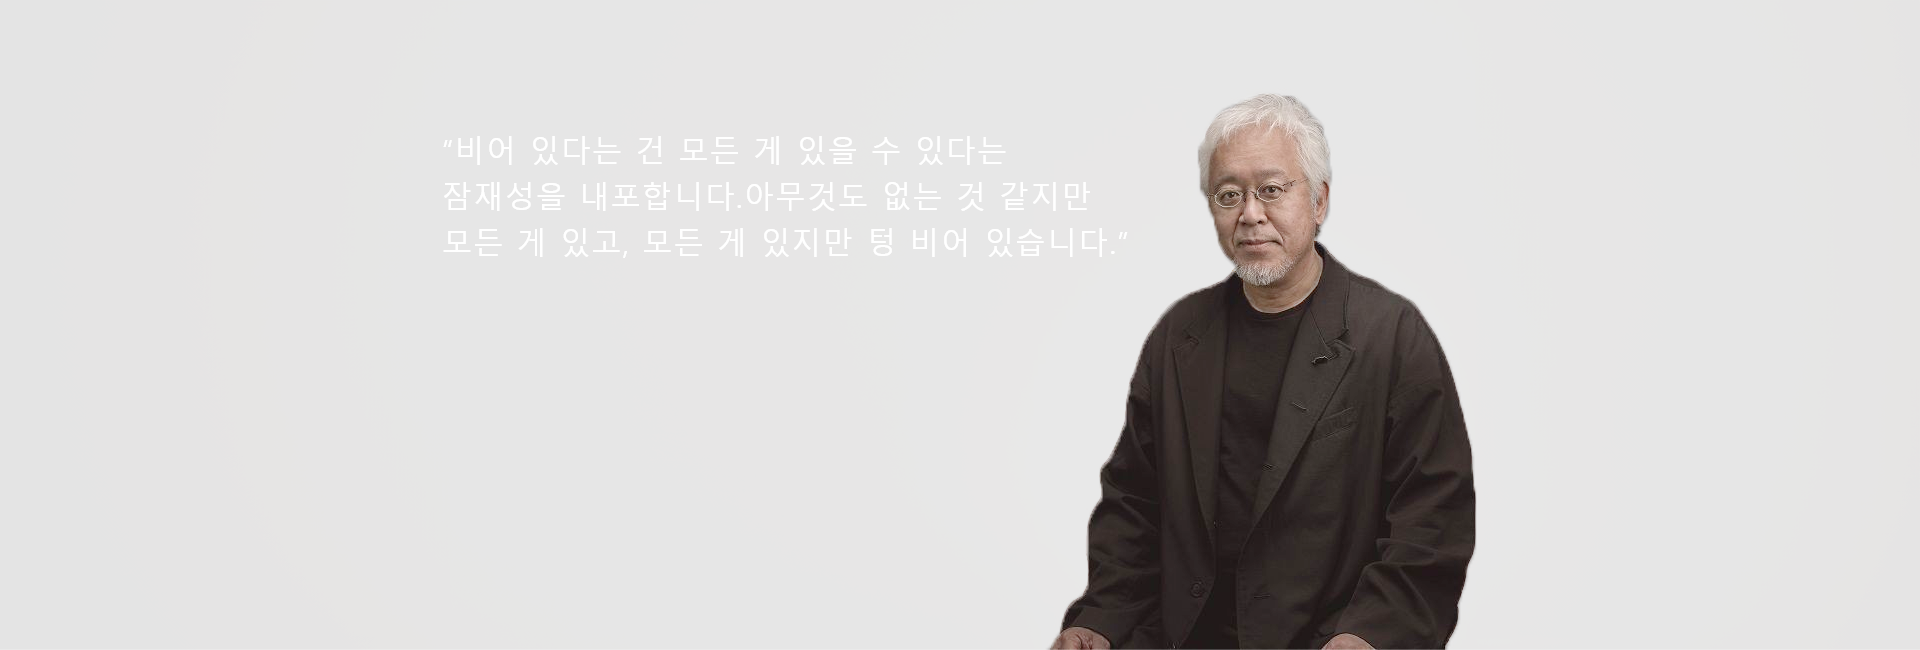 “비어 있다는 건 모든 게 있을 수 있다는
잠재성을 내포합니다.아무것도 없는 것 같지만
모든 게 있고, 모든 게 있지만 텅 비어 있습니다.”